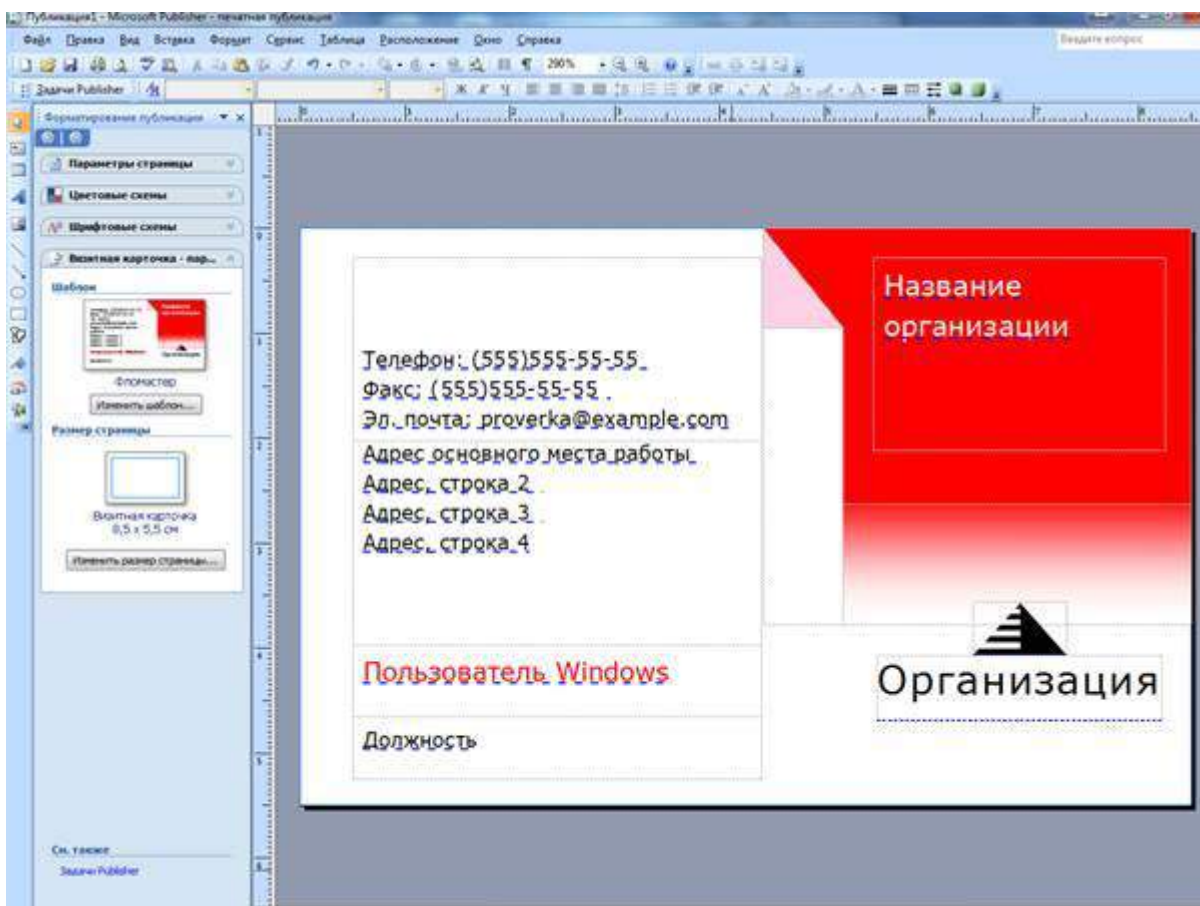 Публикация1 - Microsoft Publisher - печатная публикация
Файл Правка Вид Вставка Формат Сервис Таблица Расположение Окно Справка
Введите вопрос
290%
Задачи Publisher
Ж К Ч
Форматирование публикации
Параметры страницы
Цветовые схемы
Шрифтовые схемы
Визитная карточка - пар...
Шаблон
Фломастер
Изменить шаблон...
Размер страницы
Визитная карточка
8,5 x 5,5 см
Изменить размер страницы...
См. также
Задачи Publisher
Телефон: (555)555-55-55
Факс: (555)555-55-55
Эл. почта: proverka@example.com
Адрес основного места работы
Адрес, строка 2
Адрес, строка 3
Адрес, строка 4
Пользователь Windows
Должность
Название
организации
Организация